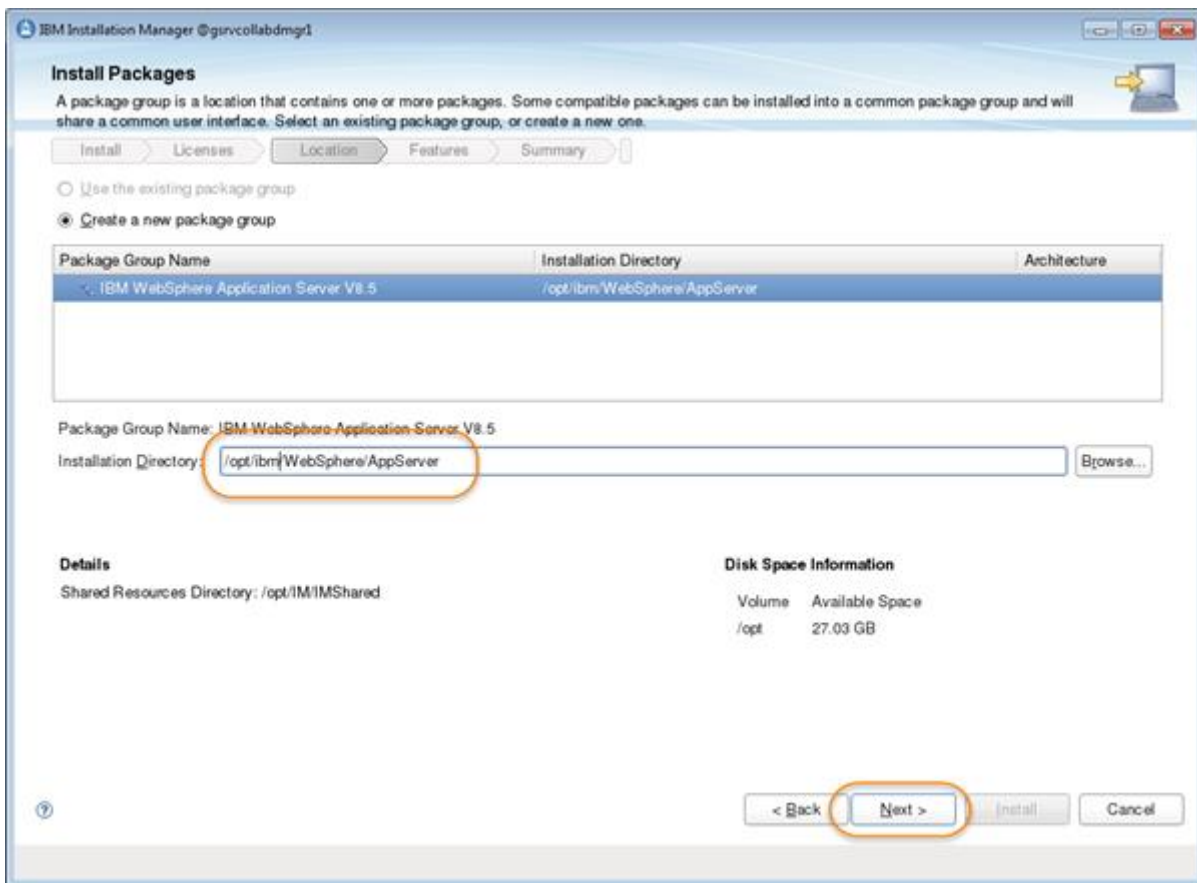 IBM Installation Manager @gsrvcollabdmgr1
Install Packages
A package group is a location that contains one or more packages. Some compatible packages can be installed into a common package group and will
share a common user interface. Select an existing package group, or create a new one.
Install Licenses Location Features Summary
Use the existing package group
Create a new package group
Package Group Name Installation Directory Architecture
IBM WebSphere Application Server V8.5 /opt/ibm/WebSphere/AppServer
Package Group Name: IBM WebSphere Application Server V8.5
Installation Directory: /opt/ibm/WebSphere/AppServer Browse...
Details Disk Space Information
Shared Resources Directory: /opt/IM/IMShared
Volume Available Space
/opt 27.03 GB
? < Back Next > Install Cancel